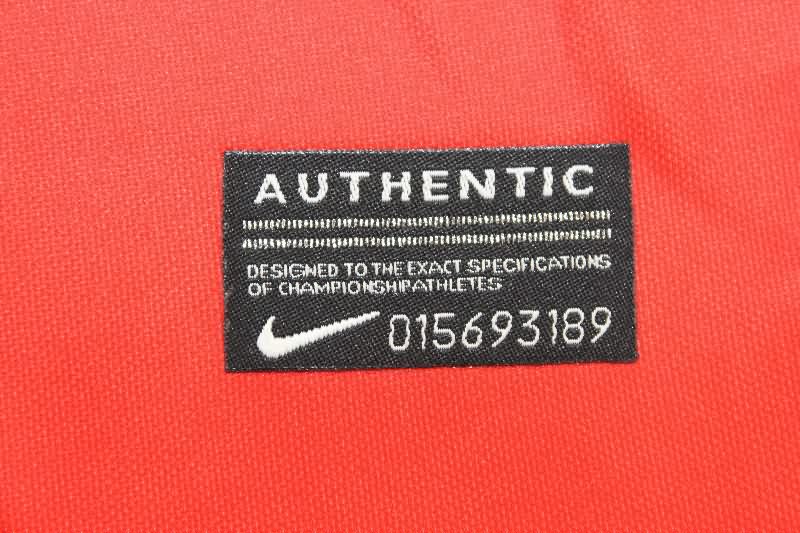 AUTHENTIC
DESIGNED TO THE EXACT SPECIFICATIONS
OF CHAMPIONSHIPATHLETES
015693189